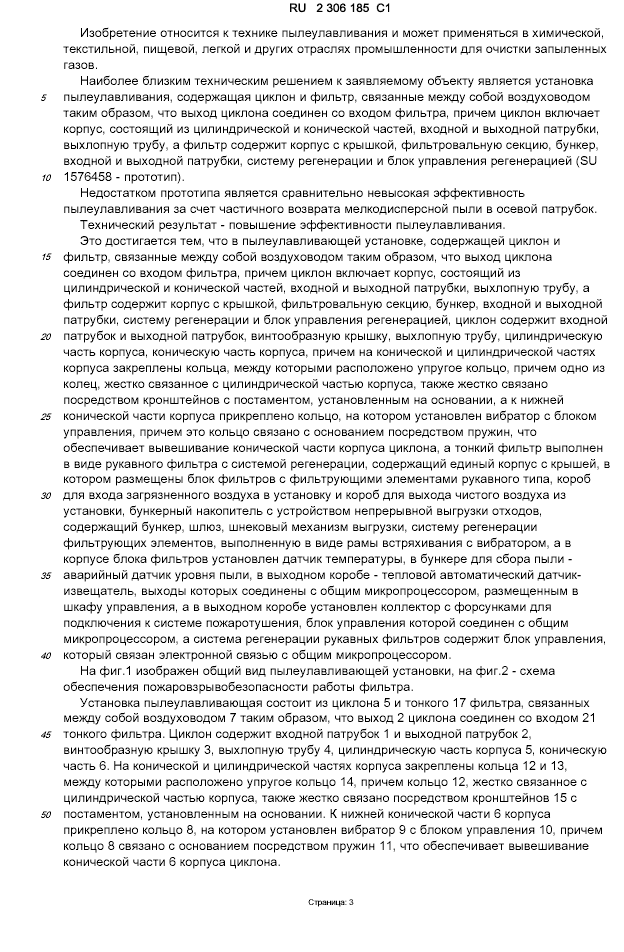 RU 2 306 185 C1
Изобретение относится к технике пылеулавливания и может применяться в химической,
текстильной, пищевой, легкой и других отраслях промышленности для очистки запыленных
газов.
Наиболее близким техническим решением к заявляемому объекту является установка
5 пылеулавливания, содержащая циклон и фильтр, связанные между собой воздуховодом
таким образом, что выход циклона соединен со входом фильтра, причем циклон включает
корпус, состоящий из цилиндрической и конической частей, входной и выходной патрубки,
выхлопную трубу, а фильтр содержит корпус с крышкой, фильтровальную секцию, бункер,
входной и выходной патрубки, систему регенерации и блок управления регенерацией (SU
10 1576458 - прототип).
Недостатком прототипа является сравнительно невысокая эффективность
пылеулавливания за счет частичного возврата мелкодисперсной пыли в осевой патрубок.
Технический результат - повышение эффективности пылеулавливания.
Это достигается тем, что в пылеулавливающей установке, содержащей циклон и
15 фильтр, связанные между собой воздуховодом таким образом, что выход циклона
соединен со входом фильтра, причем циклон включает корпус, состоящий из
цилиндрической и конической частей, входной и выходной патрубки, выхлопную трубу, а
фильтр содержит корпус с крышкой, фильтровальную секцию, бункер, входной и выходной
патрубки, систему регенерации и блок управления регенерацией, циклон содержит входной
20 патрубок и выходной патрубок, винтообразную крышку, выхлопную трубу, цилиндрическую
часть корпуса, коническую часть корпуса, причем на конической и цилиндрической частях
корпуса закреплены кольца, между которыми расположено упругое кольцо, причем одно из
колец, жестко связанное с цилиндрической частью корпуса, также жестко связано
посредством кронштейнов с постаментом, установленным на основании, а к нижней
25 конической части корпуса прикреплено кольцо, на котором установлен вибратор с блоком
управления, причем это кольцо связано с основанием посредством пружин, что
обеспечивает вывешивание конической части корпуса циклона, а тонкий фильтр выполнен
в виде рукавного фильтра с системой регенерации, содержащий единый корпус с крышей, в
котором размещены блок фильтров с фильтрующими элементами рукавного типа, короб
30 для входа загрязненного воздуха в установку и короб для выхода чистого воздуха из
установки, бункерный накопитель с устройством непрерывной выгрузки отходов,
содержащий бункер, шлюз, шнековый механизм выгрузки, систему регенерации
фильтрующих элементов, выполненную в виде рамы встряхивания с вибратором, а в
корпусе блока фильтров установлен датчик температуры, в бункере для сбора пыли -
35 аварийный датчик уровня пыли, в выходном коробе - тепловой автоматический датчик-
извещатель, выходы которых соединены с общим микропроцессором, размещенным в
шкафу управления, а в выходном коробе установлен коллектор с форсунками для
подключения к системе пожаротушения, блок управления которой соединен с общим
микропроцессором, а система регенерации рукавных фильтров содержит блок управления,
40 который связан электронной связью с общим микропроцессором.
На фиг.1 изображен общий вид пылеулавливающей установки, на фиг.2 - схема
обеспечения пожаровзрывобезопасности работы фильтра.
Установка пылеулавливающая состоит из циклона 5 и тонкого 17 фильтра, связанных
между собой воздуховодом 7 таким образом, что выход 2 циклона соединен со входом 21
45 тонкого фильтра. Циклон содержит входной патрубок 1 и выходной патрубок 2,
винтообразную крышку 3, выхлопную трубу 4, цилиндрическую часть корпуса 5, коническую
часть 6. На конической и цилиндрической частях корпуса закреплены кольца 12 и 13,
между которыми расположено упругое кольцо 14, причем кольцо 12, жестко связанное с
цилиндрической частью корпуса, также жестко связано посредством кронштейнов 15 с
50 постаментом, установленным на основании. К нижней конической части 6 корпуса
прикреплено кольцо 8, на котором установлен вибратор 9 с блоком управления 10, причем
кольцо 8 связано с основанием посредством пружин 11, что обеспечивает вывешивание
конической части 6 корпуса циклона.
Страница: 3